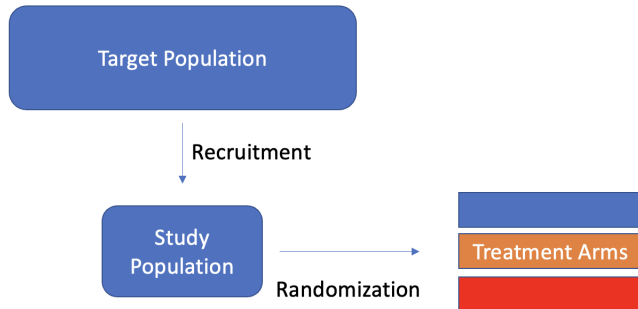 Target Population
Recruitment
Study
Population
Randomization
Treatment Arms